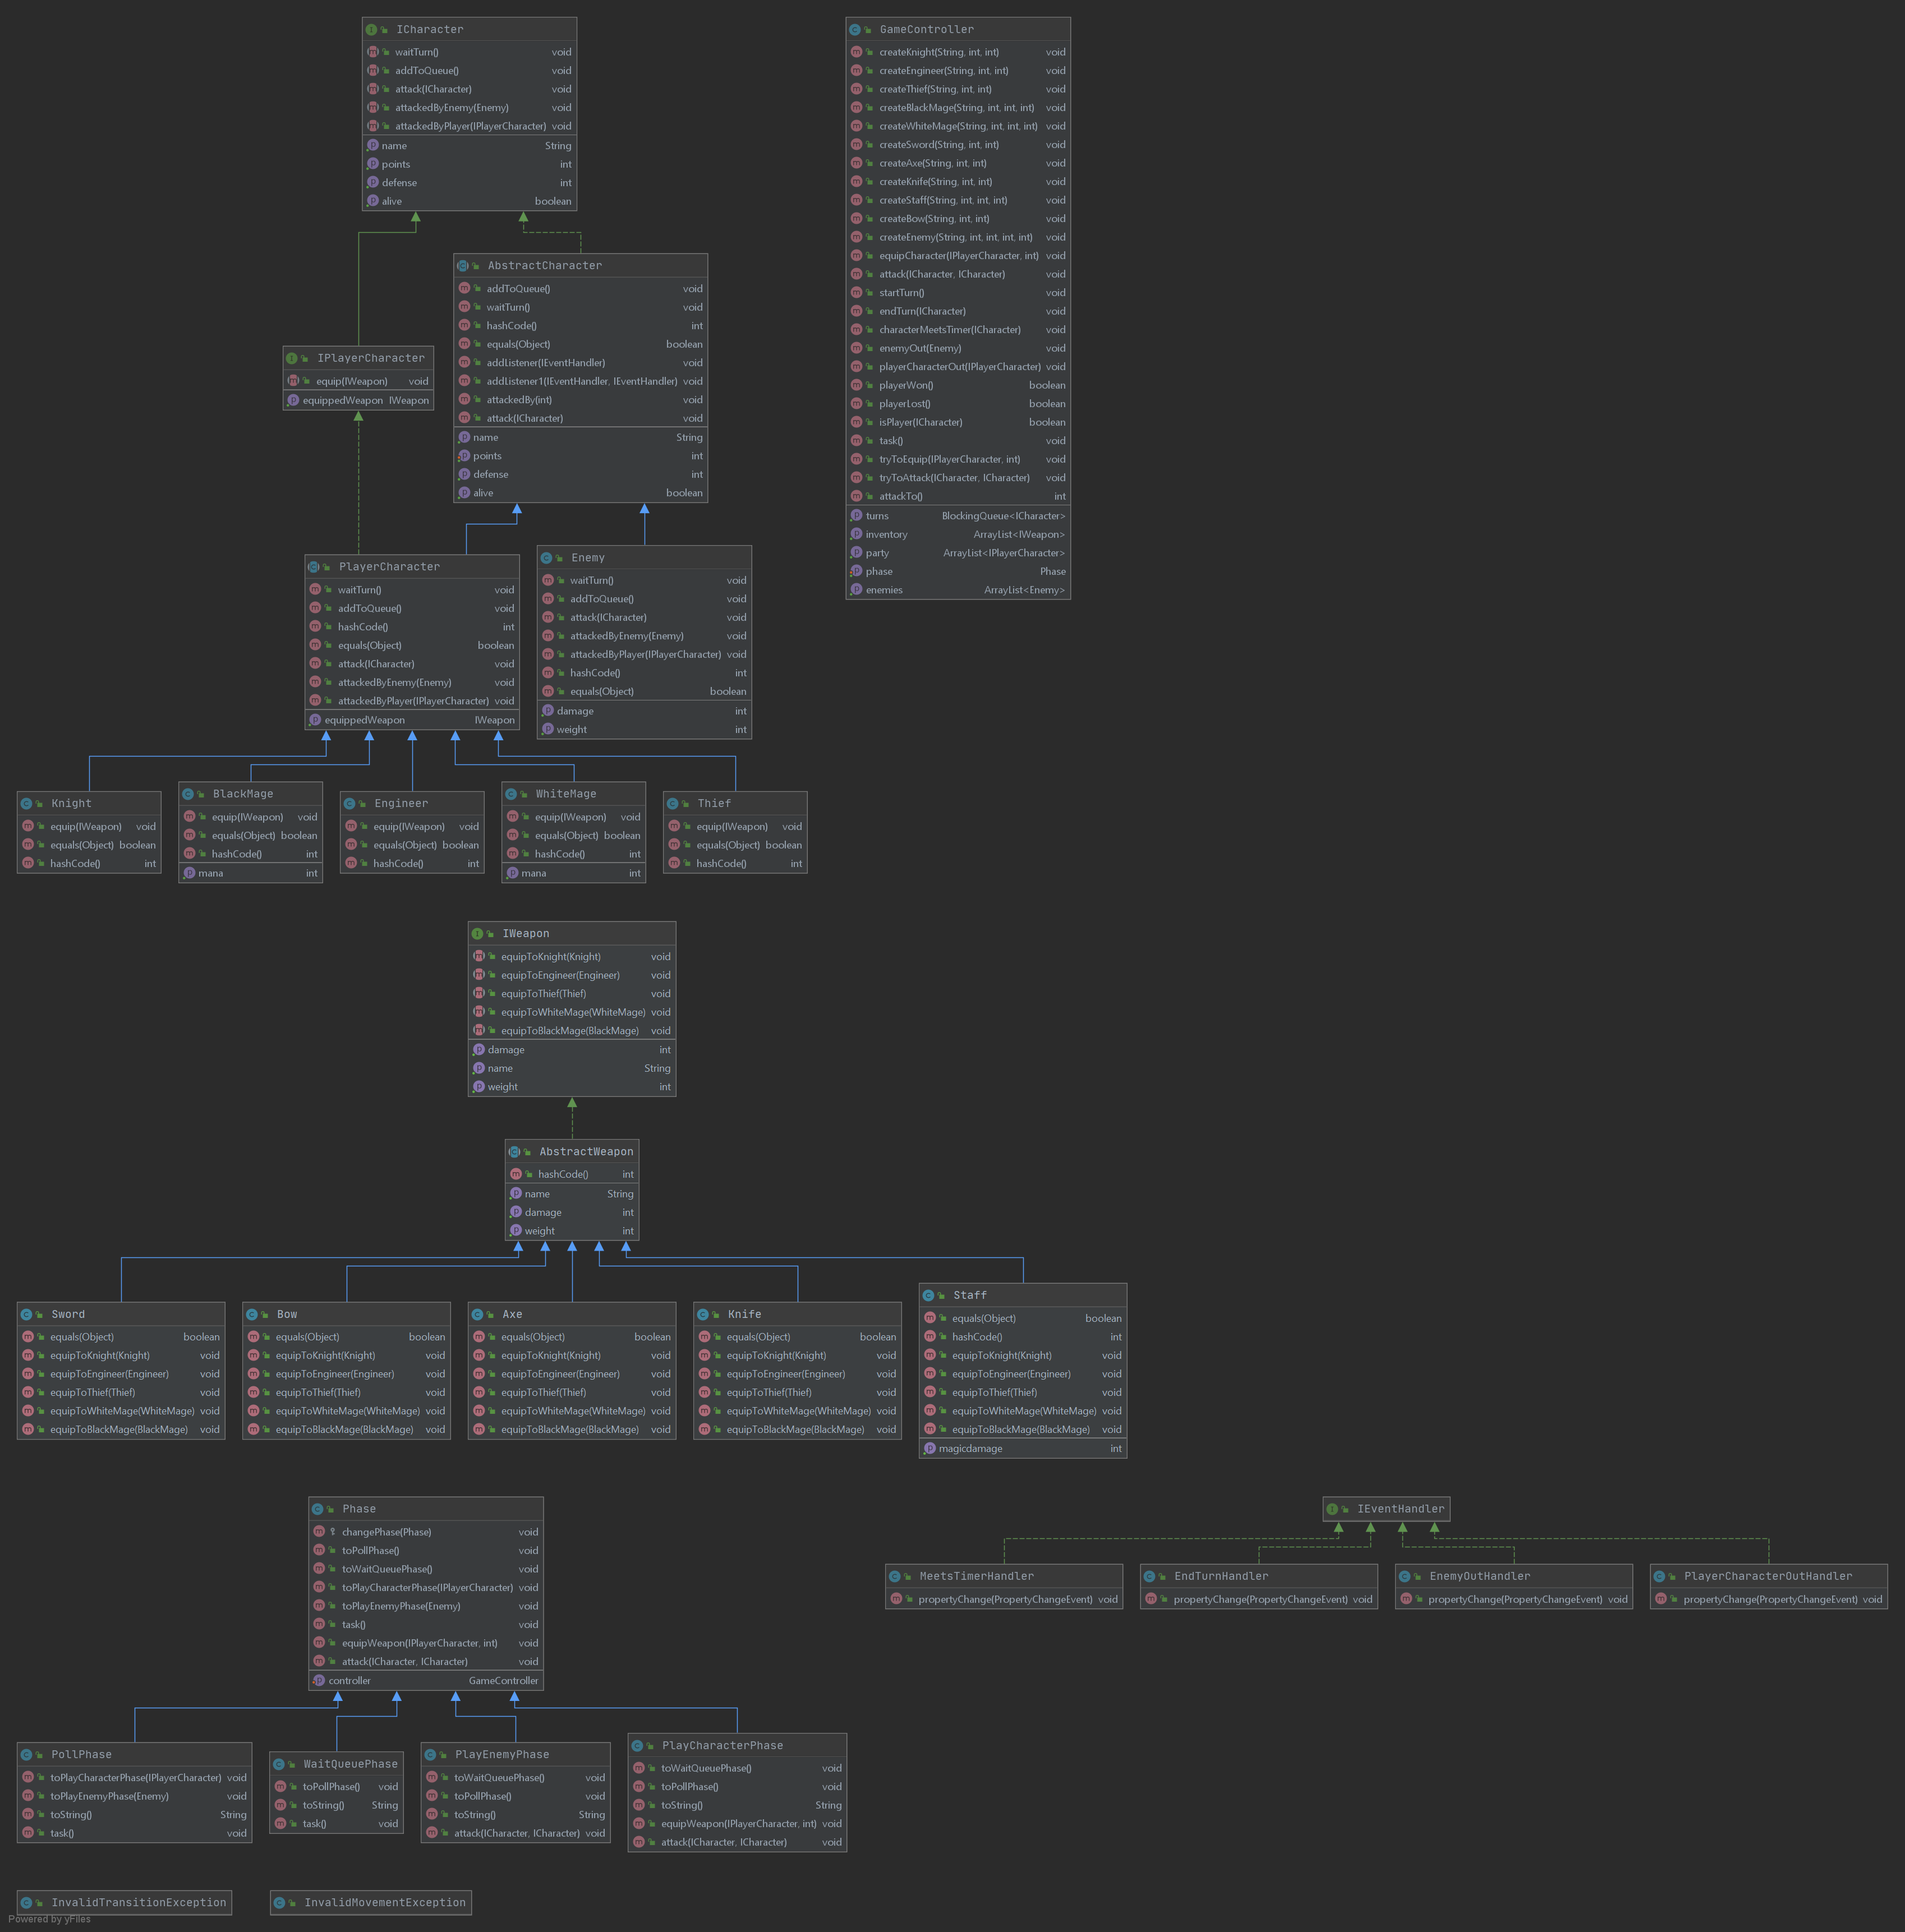 ICharacter
waitTurn() void
addToQueue() void
attack(ICharacter) void
attackedByEnemy(Enemy) void
attackedByPlayer(IPlayerCharacter) void
name String
points int
defense int
alive boolean
GameController
createKnight(String, int, int) void
createEngineer(String, int, int) void
createThief(String, int, int) void
createBlackMage(String, int, int, int) void
createWhiteMage(String, int, int, int) void
createSword(String, int, int) void
createAxe(String, int, int) void
createKnife(String, int, int) void
createStaff(String, int, int, int) void
createBow(String, int, int) void
createEnemy(String, int, int, int, int) void
equipCharacter(IPlayerCharacter, int) void
attack(ICharacter, ICharacter) void
startTurn() void
endTurn(ICharacter) void
characterMeetsTimer(ICharacter) void
enemyOut(Enemy) void
playerCharacterOut(IPlayerCharacter) void
playerWon() boolean
playerLost() boolean
isPlayer(ICharacter) boolean
task() void
tryToEquip(IPlayerCharacter, int) void
tryToAttack(ICharacter, ICharacter) void
attackTo() int
turns BlockingQueue<ICharacter>
inventory ArrayList<IWeapon>
party ArrayList<IPlayerCharacter>
phase Phase
enemies ArrayList<Enemy>
AbstractCharacter
addToQueue() void
waitTurn() void
hashCode() int
equals(Object) boolean
addListener(IEventHandler) void
addListener1(IEventHandler, IEventHandler) void
attackedBy(int) void
attack(ICharacter) void
name String
points int
defense int
alive boolean
IPlayerCharacter
equip(IWeapon) void
equippedWeapon IWeapon
PlayerCharacter
waitTurn() void
addToQueue() void
hashCode() int
equals(Object) boolean
attack(ICharacter) void
attackedByEnemy(Enemy) void
attackedByPlayer(IPlayerCharacter) void
equippedWeapon IWeapon
Enemy
waitTurn() void
addToQueue() void
attack(ICharacter) void
attackedByEnemy(Enemy) void
attackedByPlayer(IPlayerCharacter) void
hashCode() int
equals(Object) boolean
damage int
weight int
Knight
equip(IWeapon) void
equals(Object) boolean
hashCode() int
BlackMage
equip(IWeapon) void
equals(Object) boolean
hashCode() int
mana int
Engineer
equip(IWeapon) void
equals(Object) boolean
hashCode() int
WhiteMage
equip(IWeapon) void
equals(Object) boolean
hashCode() int
mana int
Thief
equip(IWeapon) void
equals(Object) boolean
hashCode() int
IWeapon
equipToKnight(Knight) void
equipToEngineer(Engineer) void
equipToThief(Thief) void
equipToWhiteMage(WhiteMage) void
equipToBlackMage(BlackMage) void
damage int
name String
weight int
AbstractWeapon
hashCode() int
name String
damage int
weight int
Sword
equals(Object) boolean
equipToKnight(Knight) void
equipToEngineer(Engineer) void
equipToThief(Thief) void
equipToWhiteMage(WhiteMage) void
equipToBlackMage(BlackMage) void
Bow
equals(Object) boolean
equipToKnight(Knight) void
equipToEngineer(Engineer) void
equipToThief(Thief) void
equipToWhiteMage(WhiteMage) void
equipToBlackMage(BlackMage) void
Axe
equals(Object) boolean
equipToKnight(Knight) void
equipToEngineer(Engineer) void
equipToThief(Thief) void
equipToWhiteMage(WhiteMage) void
equipToBlackMage(BlackMage) void
Knife
equals(Object) boolean
equipToKnight(Knight) void
equipToEngineer(Engineer) void
equipToThief(Thief) void
equipToWhiteMage(WhiteMage) void
equipToBlackMage(BlackMage) void
Staff
equals(Object) boolean
hashCode() int
equipToKnight(Knight) void
equipToEngineer(Engineer) void
equipToThief(Thief) void
equipToWhiteMage(WhiteMage) void
equipToBlackMage(BlackMage) void
magicdamage int
Phase
changePhase(Phase) void
toPollPhase() void
toWaitQueuePhase() void
toPlayCharacterPhase(IPlayerCharacter) void
toPlayEnemyPhase(Enemy) void
task() void
equipWeapon(IPlayerCharacter, int) void
attack(ICharacter, ICharacter) void
controller GameController
IEventHandler
MeetsTimerHandler
propertyChange(PropertyChangeEvent) void
EndTurnHandler
propertyChange(PropertyChangeEvent) void
EnemyOutHandler
propertyChange(PropertyChangeEvent) void
PlayerCharacterOutHandler
propertyChange(PropertyChangeEvent) void
PollPhase
toPlayCharacterPhase(IPlayerCharacter) void
toPlayEnemyPhase(Enemy) void
toString() String
task() void
WaitQueuePhase
toPollPhase() void
toString() String
task() void
PlayEnemyPhase
toWaitQueuePhase() void
toPollPhase() void
toString() String
attack(ICharacter, ICharacter) void
PlayCharacterPhase
toWaitQueuePhase() void
toPollPhase() void
toString() String
equipWeapon(IPlayerCharacter, int) void
attack(ICharacter, ICharacter) void
InvalidTransitionException
InvalidMovementException
Powered by yFiles